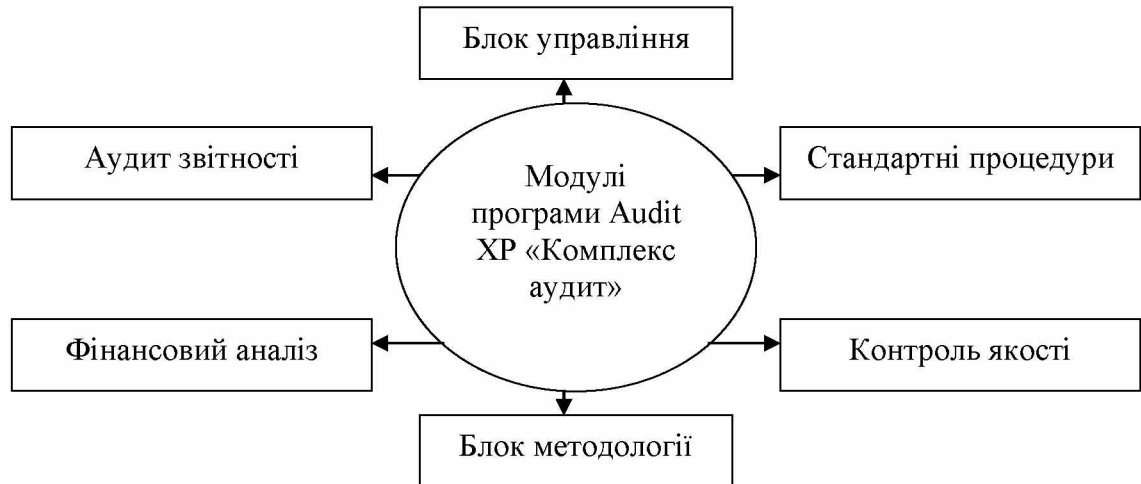 Блок управління
Аудит звітності
Стандартні процедури
Модулі
програми Audit
XP «Комплекс
аудит»
Фінансовий аналіз
Контроль якості
Блок методології